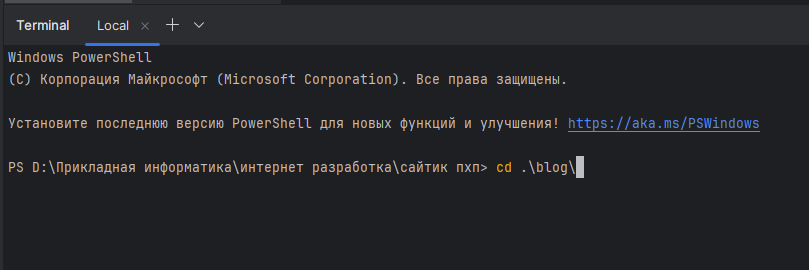 Terminal Local
Windows PowerShell
(C) Корпорация Майкрософт (Microsoft Corporation). Все права защищены.
Установите последнюю версию PowerShell для новых функций и улучшения! https://aka.ms/PSWindows
PS D:\Прикладная информатика\интернет разработка\сайтик пхп> cd .\blog\